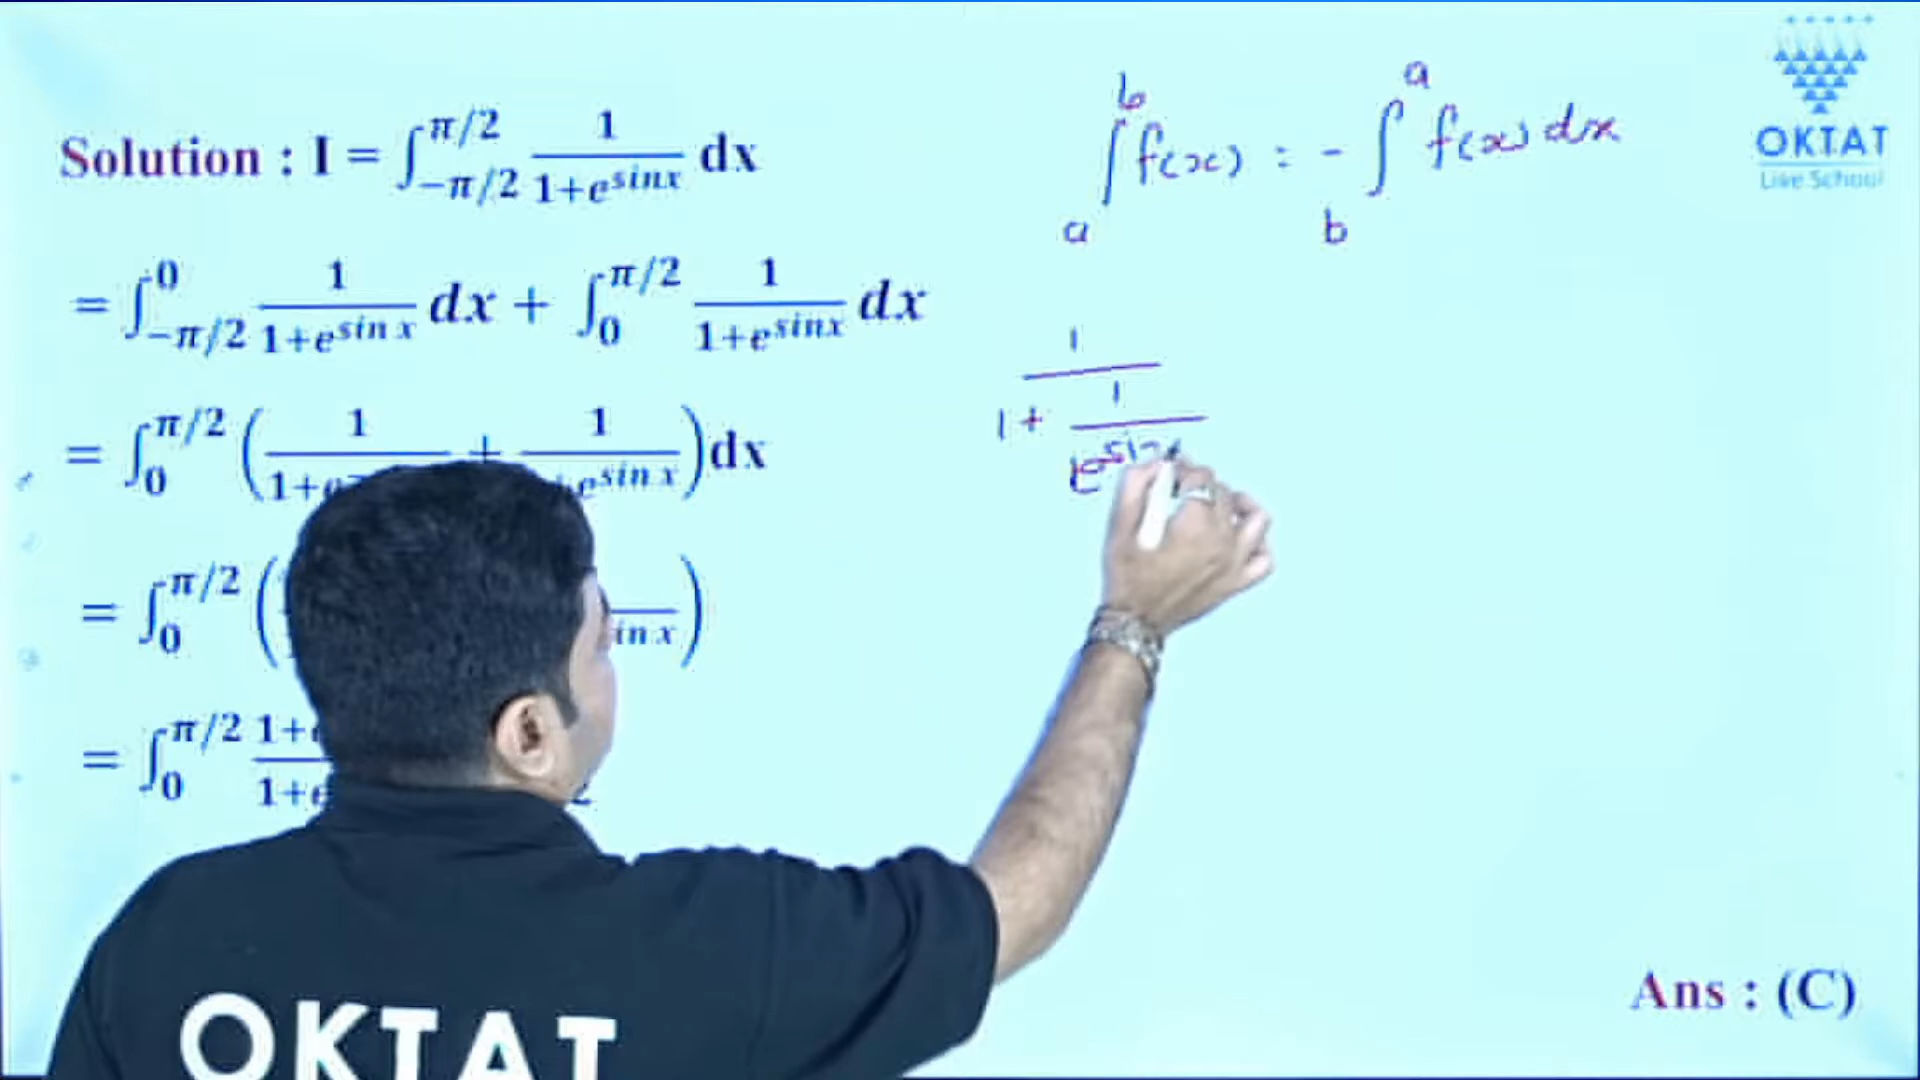 Solution : I = ∫_{-π/2}^{π/2} 1/(1+e^{sinx}) dx
= ∫_{-π/2}^{0} 1/(1+e^{sin x}) dx + ∫_{0}^{π/2} 1/(1+e^{sinx}) dx
= ∫_{0}^{π/2} ( 1/(1+e + 1/ +e^{sin x} ) dx
= ∫_{0}^{π/2} ( in x )
= ∫_{0}^{π/2} 1+e / 1+e
∫_{a}^{b} f(x) = - ∫_{b}^{a} f(x) dx
1/(1 + 1/e^{sin x
OKTAT
Live School
Ans : (C)
OKTAT